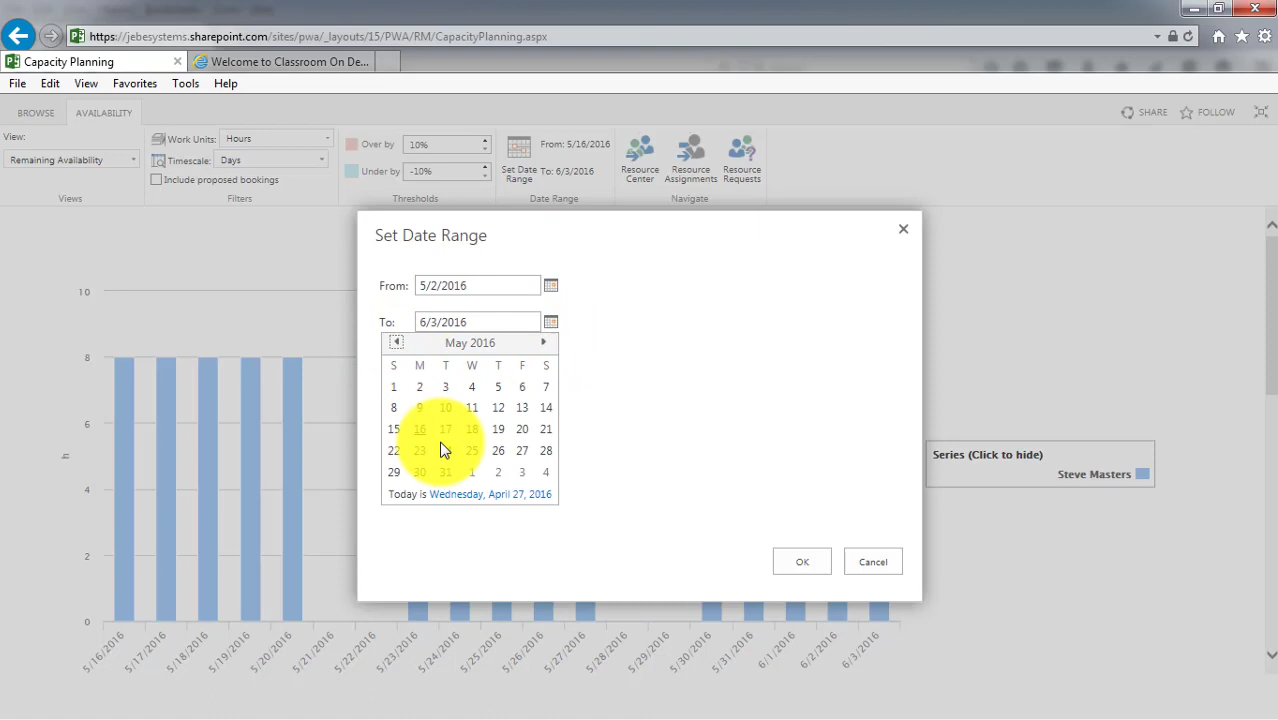 https://jebesystems.sharepoint.com/sites/pwa/_layouts/15/PWA/RM/CapacityPlanning.aspx
Capacity Planning
Welcome to Classroom On De...
File Edit View Favorites Tools Help
BROWSE AVAILABILITY
SHARE FOLLOW
View:
Remaining Availability
Views
Work Units: Hours
Timescale: Days
Include proposed bookings
Filters
Over by 10%
Under by -10%
Thresholds
Set Date Range
From: 5/16/2016
To: 6/3/2016
Date Range
Resource Center
Resource Assignments
Resource Requests
Navigate
Set Date Range
From: 5/2/2016
To: 6/3/2016
May 2016
S M T W T F S
1 2 3 4 5 6 7
8 9 10 11 12 13 14
15 16 17 18 19 20 21
22 23 25 26 27 28
29 30 31 1 2 3 4
Today is Wednesday, April 27, 2016
OK Cancel
10
8
6
4
2
0
h
Series (Click to hide)
Steve Masters
5/16/2016 5/17/2016 5/18/2016 5/19/2016 5/20/2016 5/21/2016 5/22/2016 5/23/2016 5/24/2016 5/25/2016 5/26/2016 5/27/2016 5/28/2016 5/29/2016 5/30/2016 5/31/2016 6/1/2016 6/2/2016 6/3/2016